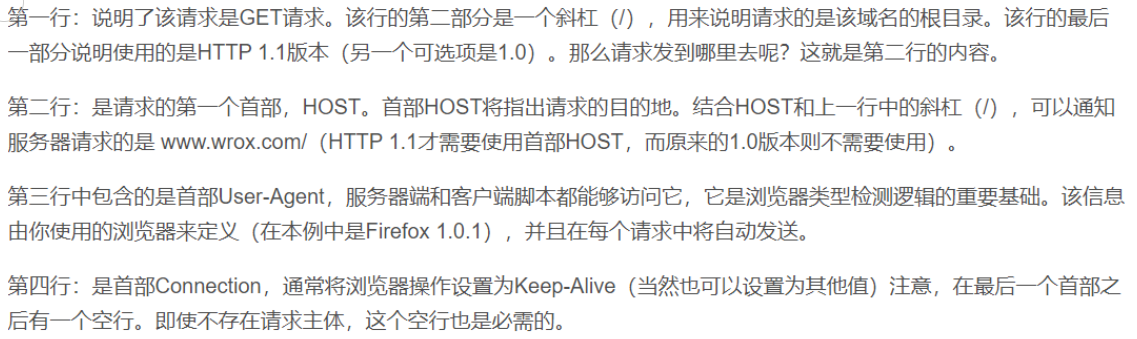 第一行：说明了该请求是GET请求。该行的第二部分是一个斜杠（/），用来说明请求的是该域名的根目录。该行的最后
一部分说明使用的是HTTP 1.1版本（另一个可选项是1.0）。那么请求发到哪里去呢？这就是第二行的内容。
第二行：是请求的第一个首部，HOST。首部HOST将指出请求的目的地。结合HOST和上一行中的斜杠（/），可以通知
服务器请求的是 www.wrox.com/（HTTP 1.1才需要使用首部HOST，而原来的1.0版本则不需要使用）。
第三行中包含的是首部User-Agent，服务器端和客户端脚本都能够访问它，它是浏览器类型检测逻辑的重要基础。该信息
由你使用的浏览器来定义（在本例中是Firefox 1.0.1），并且在每个请求中将自动发送。
第四行：是首部Connection，通常将浏览器操作设置为Keep-Alive（当然也可以设置为其他值）注意，在最后一个首部之
后有一个空行。即使不存在请求主体，这个空行也是必需的。